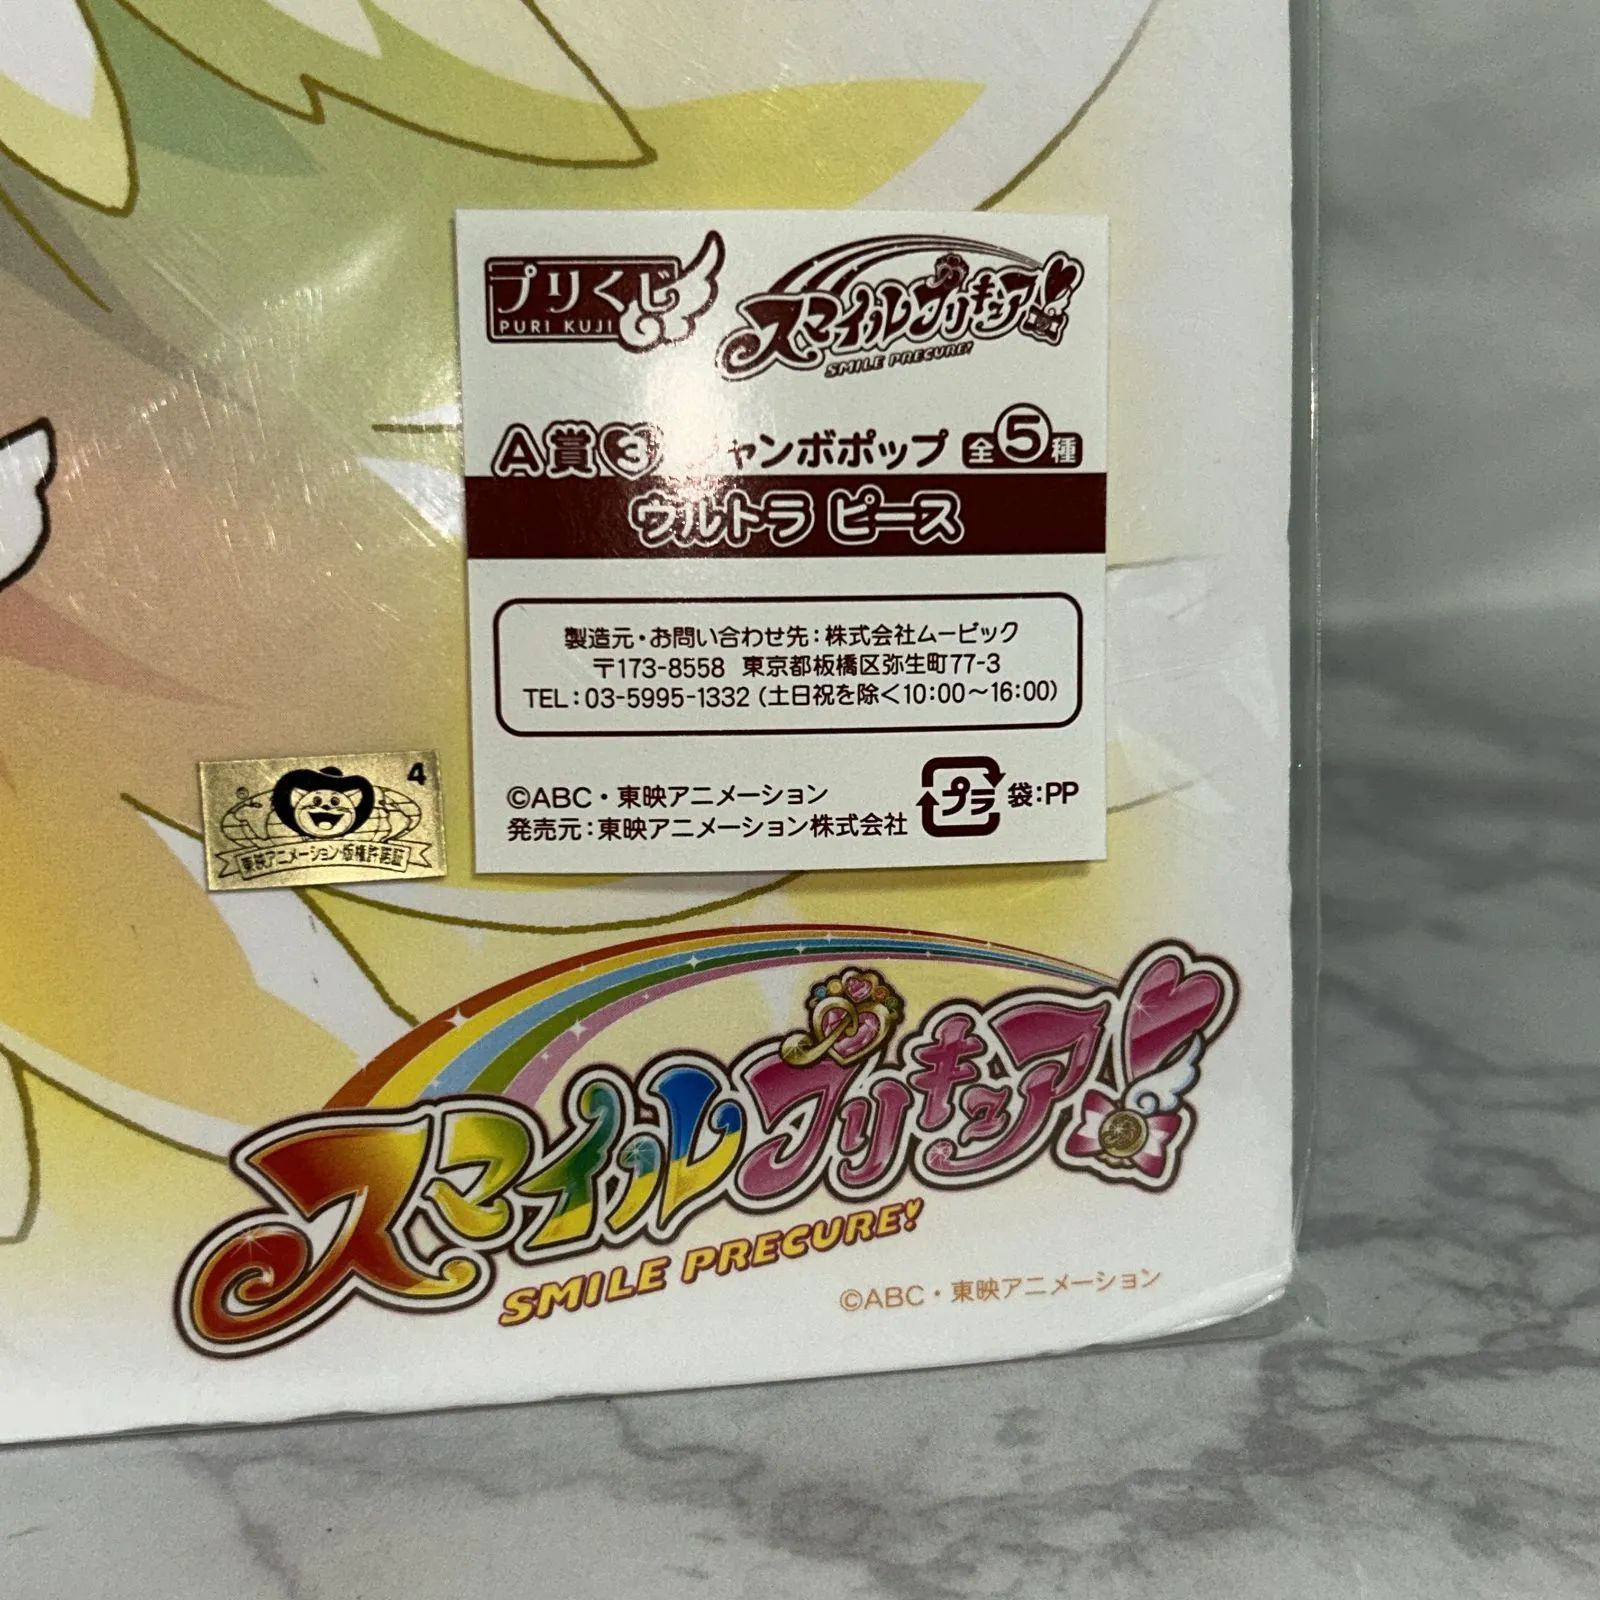 プリくじ
PURI KUJI
スマイルプリキュア!
SMILE PRECURE!
A賞 3 ャンボポップ 全5種
ウルトラ ピース
製造元・お問い合わせ先:株式会社ムービック
〒173-8558 東京都板橋区弥生町77-3
TEL:03-5995-1332 (土日祝を除く10:00〜16:00)
©ABC・東映アニメーション
発売元:東映アニメーション株式会社
プラ 袋:PP
4
東映アニメーション・版権許諾証
スマイルプリキュア!
SMILE PRECURE!
©ABC・東映アニメーション